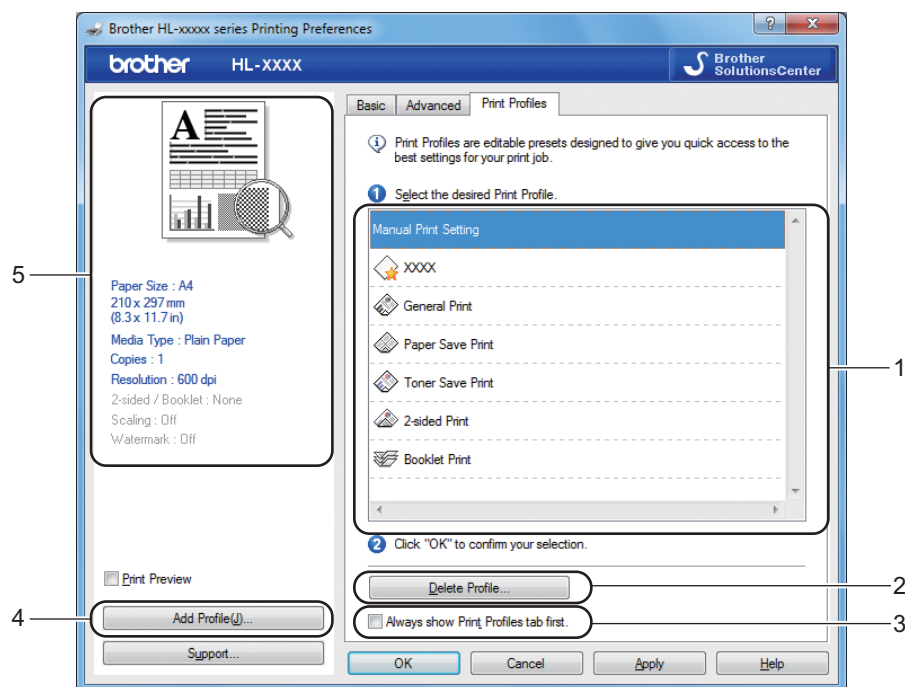 Brother HL-xxxxx series Printing Preferences
?
X
brother HL-XXXX
Brother
SolutionsCenter
Basic Advanced Print Profiles
A
i
Print Profiles are editable presets designed to give you quick access to the
best settings for your print job.
1 Select the desired Print Profile.
Manual Print Setting
XXXX
General Print
Paper Save Print
Toner Save Print
2-sided Print
Booklet Print
1
5
Paper Size : A4
210 x 297 mm
(8.3 x 11.7 in)
Media Type : Plain Paper
Copies : 1
Resolution : 600 dpi
2-sided / Booklet : None
Scaling : Off
Watermark : Off
2 Click "OK" to confirm your selection.
Print Preview
Delete Profile...
2
4
Add Profile(J)...
Always show Print Profiles tab first.
3
Support...
OK Cancel Apply Help